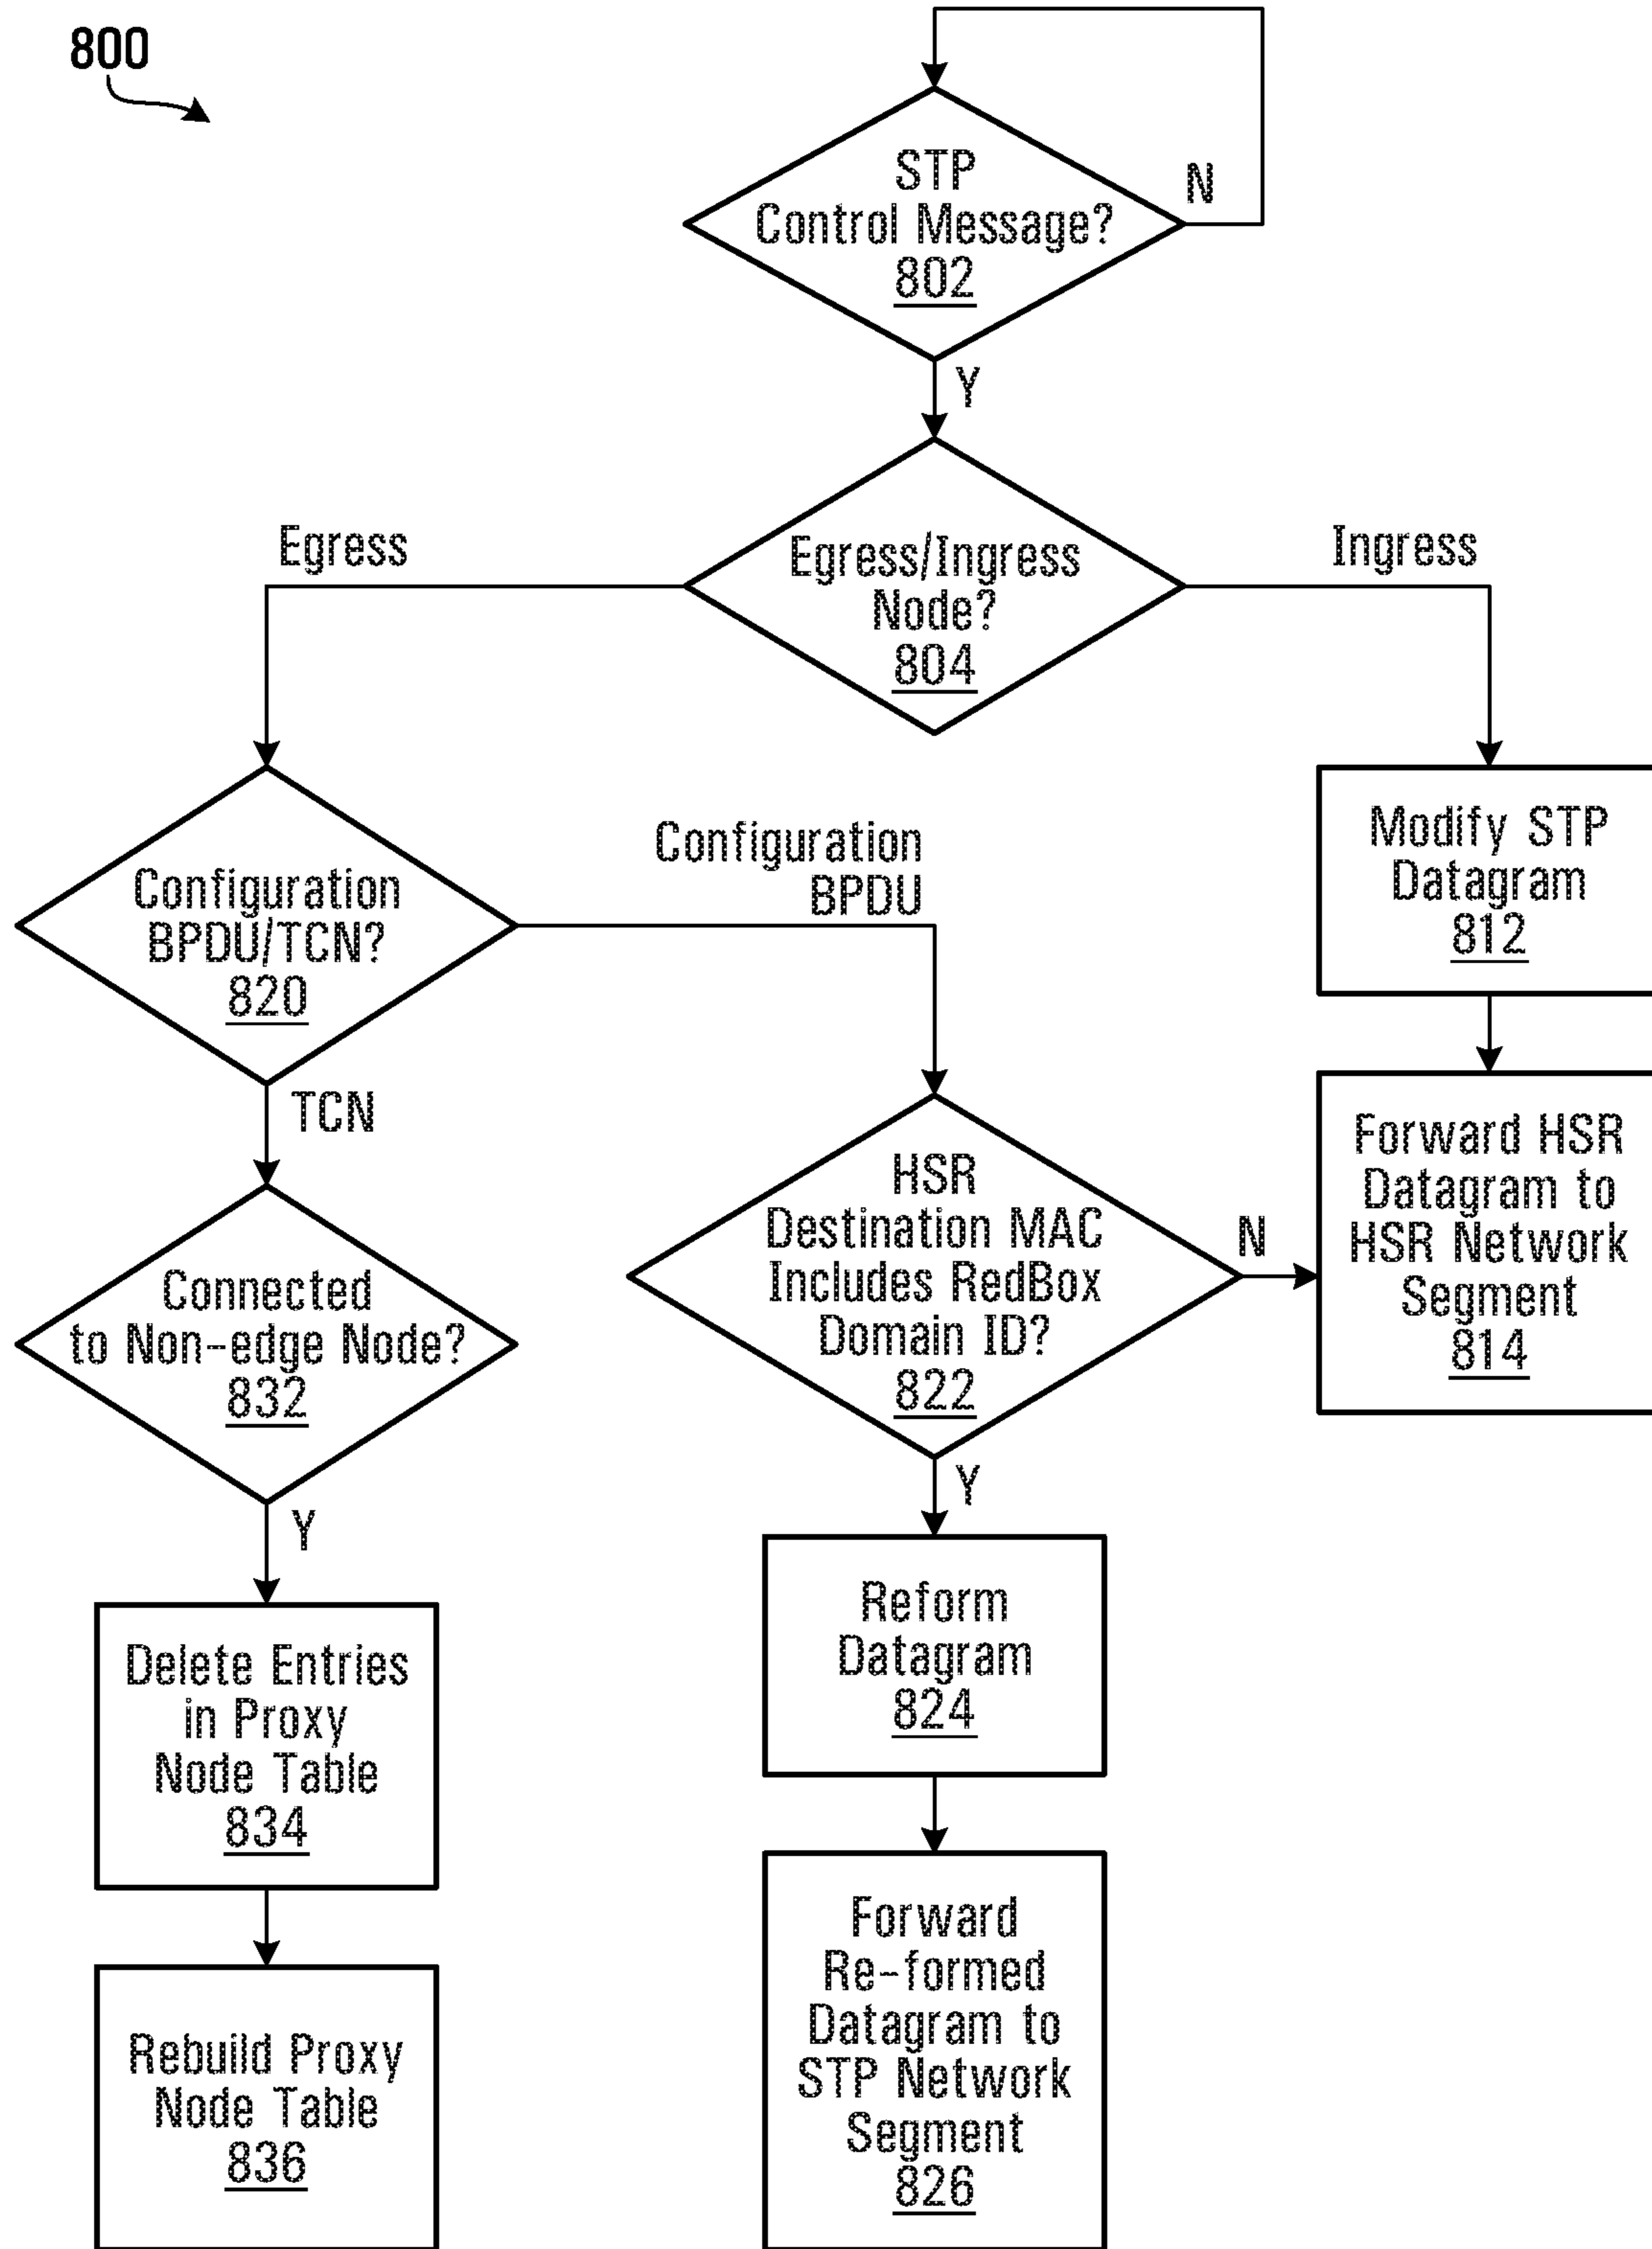 800
STP
Control Message?
802
N
Y
Egress/Ingress
Node?
804
Egress
Ingress
Configuration
BPDU/TCN?
820
Configuration
BPDU
Modify STP
Datagram
812
TCN
Forward HSR
Datagram to
HSR Network
Segment
814
HSR
Destination MAC
Includes RedBox
Domain ID?
822
N
Connected
to Non-edge Node?
832
Y
Y
Reform
Datagram
824
Delete Entries
in Proxy
Node Table
834
Forward
Re-formed
Datagram to
STP Network
Segment
826
Rebuild Proxy
Node Table
836